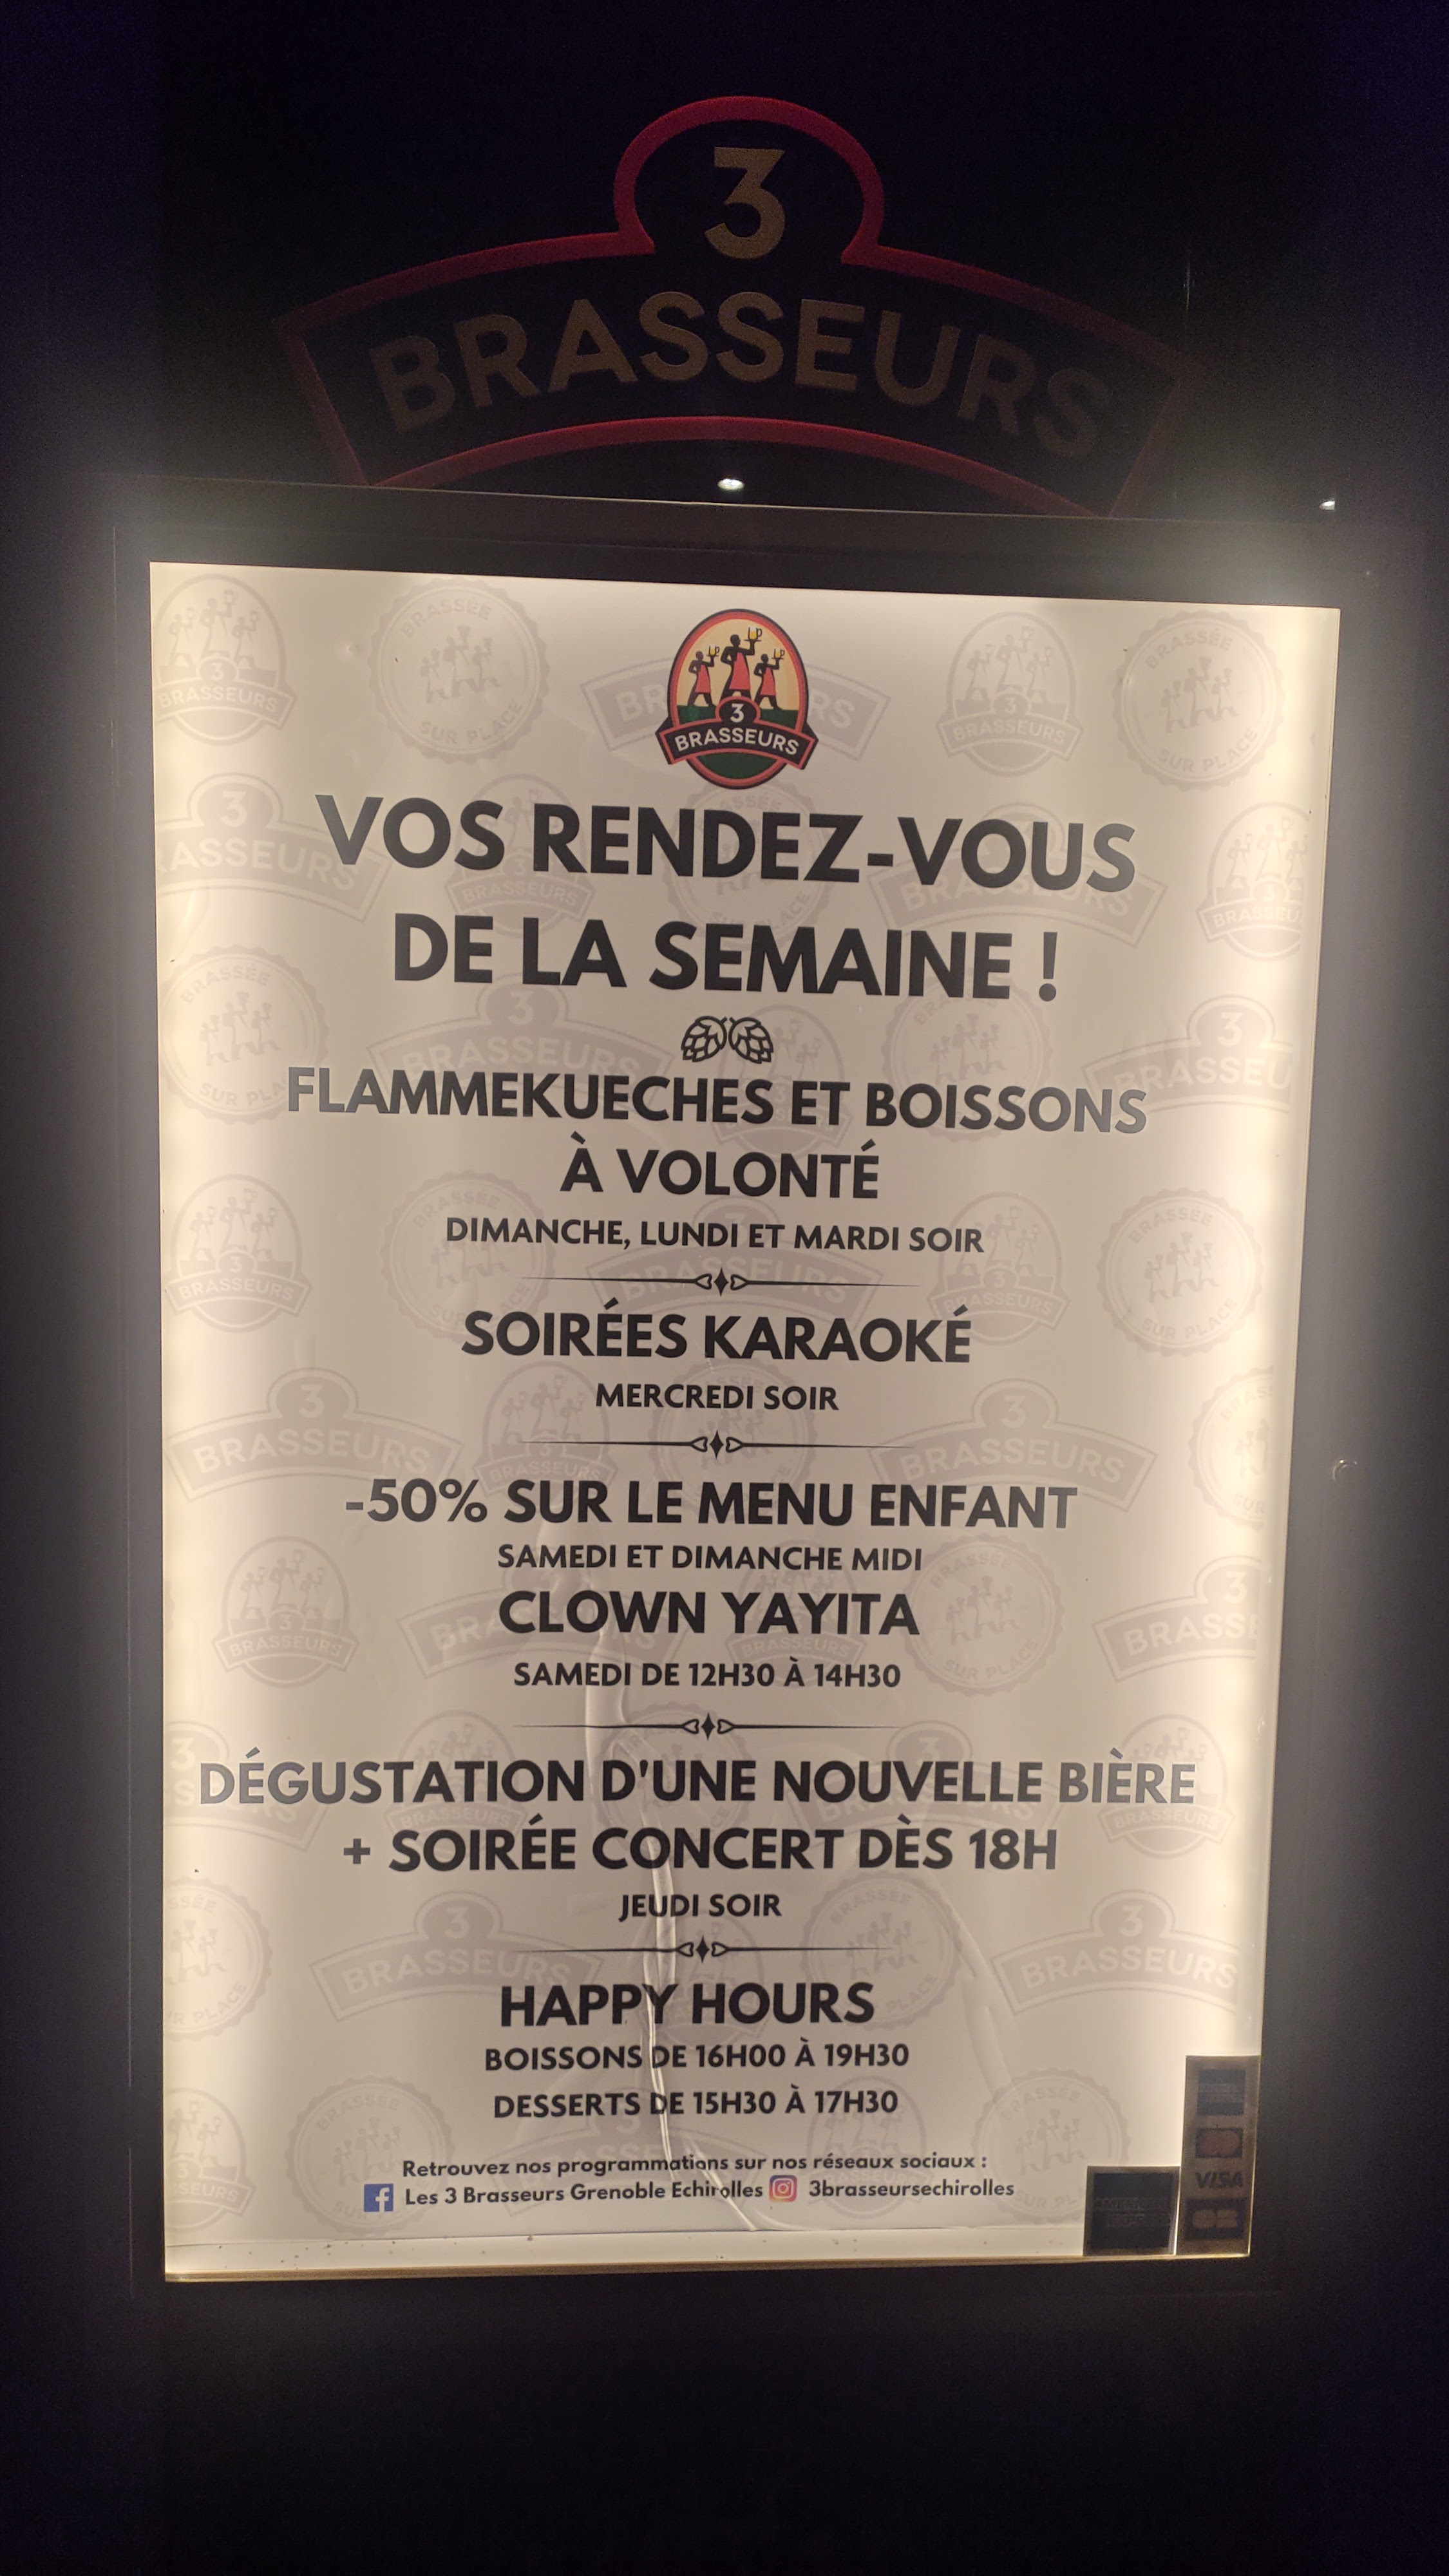 3
BRASSEURS
3
BRASSEURS
VOS RENDEZ-VOUS
DE LA SEMAINE !
FLAMMEKUECHES ET BOISSONS
À VOLONTÉ
DIMANCHE, LUNDI ET MARDI SOIR
SOIRÉES KARAOKÉ
MERCREDI SOIR
-50% SUR LE MENU ENFANT
SAMEDI ET DIMANCHE MIDI
CLOWN YAYITA
SAMEDI DE 12H30 À 14H30
DÉGUSTATION D'UNE NOUVELLE BIÈRE
+ SOIRÉE CONCERT DÈS 18H
JEUDI SOIR
HAPPY HOURS
BOISSONS DE 16H00 À 19H30
DESSERTS DE 15H30 À 17H30
Retrouvez nos programmations sur nos réseaux sociaux :
Les 3 Brasseurs Grenoble Echirolles 3brasseursechirolles
VISA